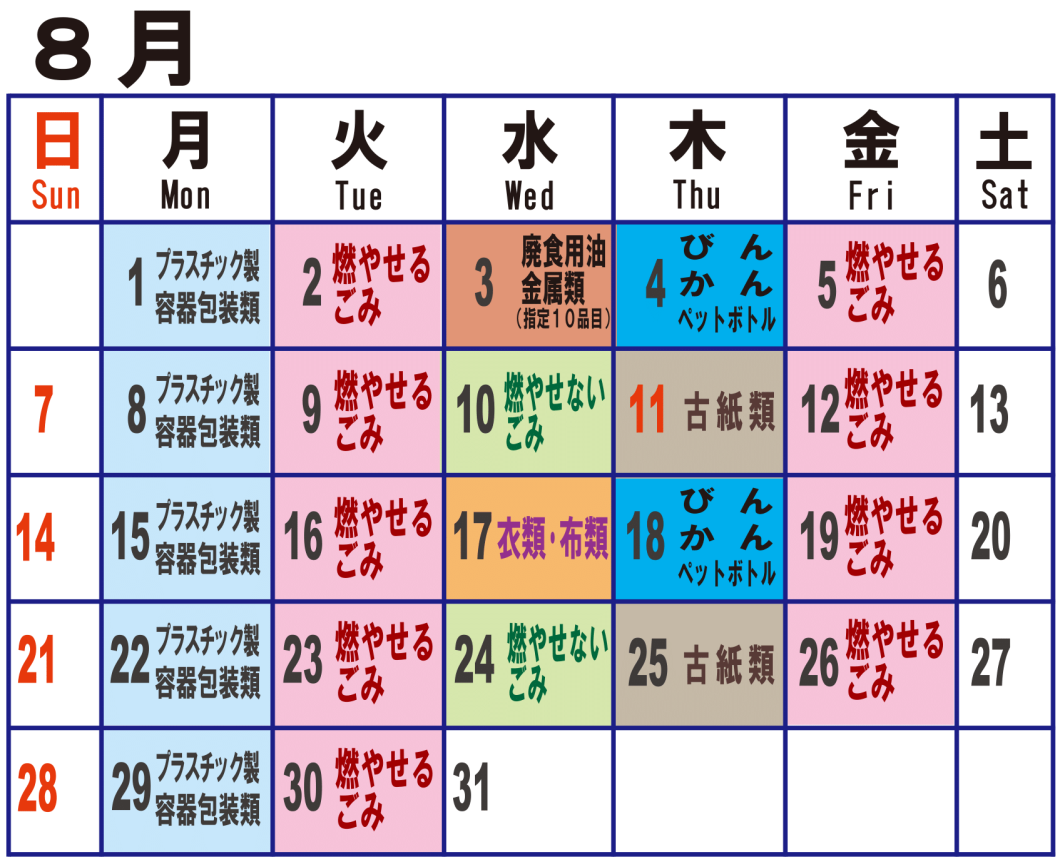 8月
日 月 火 水 木 金 土
Sun Mon Tue Wed Thu Fri Sat
1 プラスチック製
容器包装類
2 燃やせる
ごみ
3 廃食用油
金属類
(指定10品目)
4 びん
かん
ペットボトル
5 燃やせる
ごみ
6
7
8 プラスチック製
容器包装類
9 燃やせる
ごみ
10 燃やせない
ごみ
11 古紙類
12 燃やせる
ごみ
13
14
15 プラスチック製
容器包装類
16 燃やせる
ごみ
17 衣類・布類
18 びん
かん
ペットボトル
19 燃やせる
ごみ
20
21
22 プラスチック製
容器包装類
23 燃やせる
ごみ
24 燃やせない
ごみ
25 古紙類
26 燃やせる
ごみ
27
28
29 プラスチック製
容器包装類
30 燃やせる
ごみ
31